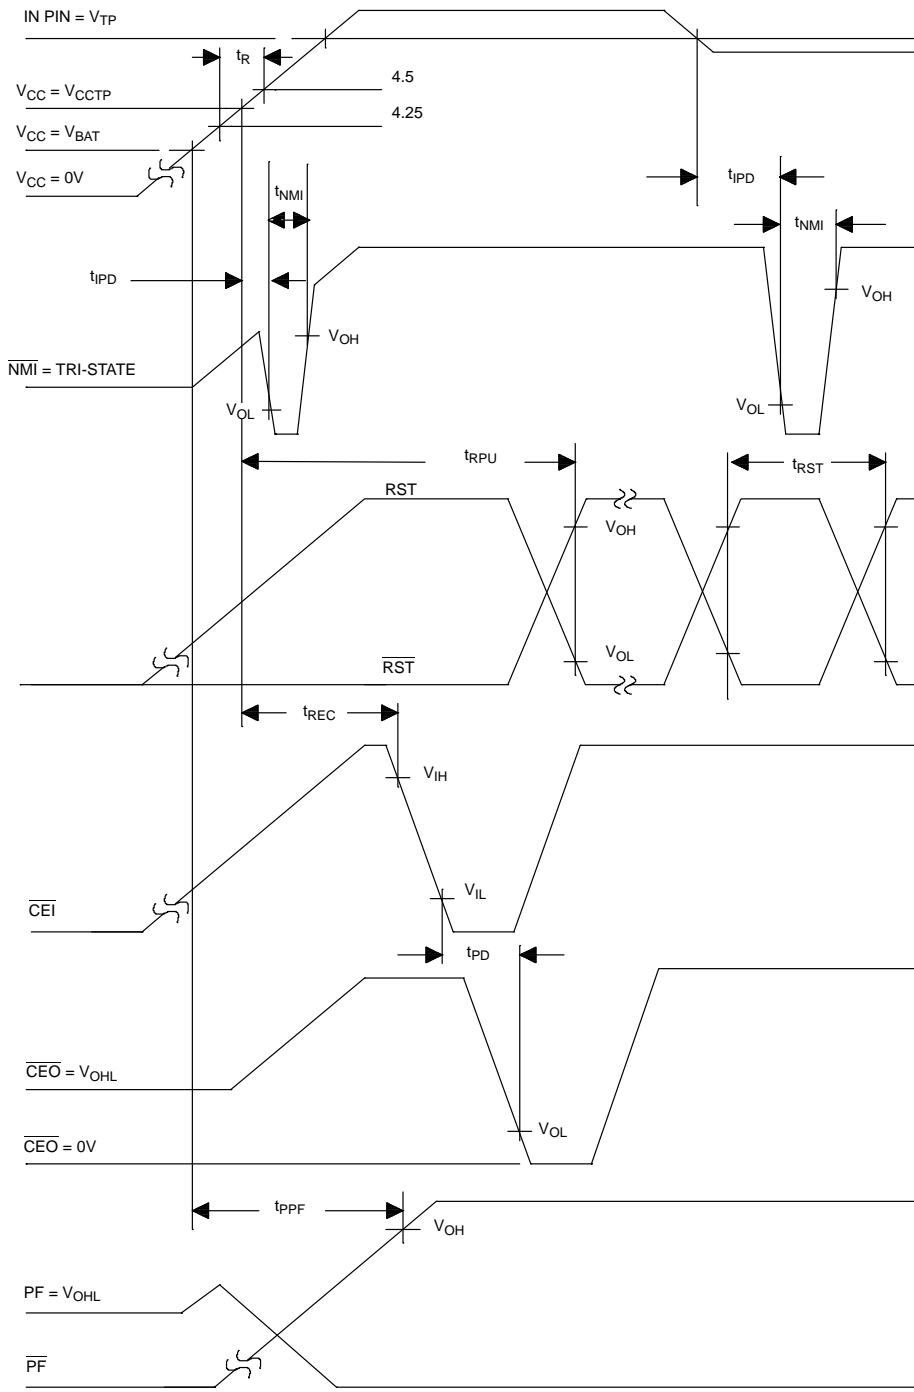 IN PIN = VTP
tR
4.5
VCC = VCCTP
4.25
VCC = VBAT
VCC = 0V
tIPD
tNMI
tNMI
tIPD
VOH
VOH
NMI = TRI-STATE
VOL
VOL
tRPU
tRST
RST
VOH
VOL
RST
tREC
VIH
VIL
CEI
tPD
CEO = VOHL
VOL
CEO = 0V
tPPF
VOH
PF = VOHL
PF